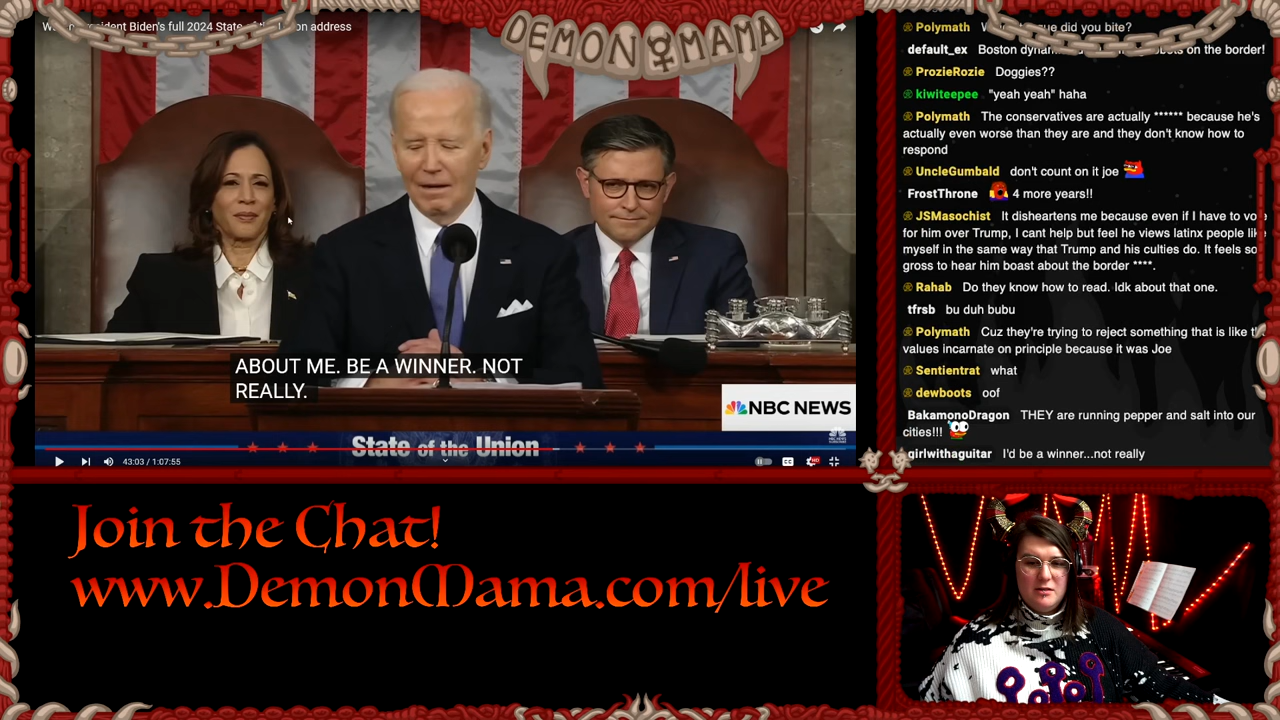 President Biden's full 2024 State address
DEMON MAMA
ABOUT ME. BE A WINNER. NOT
REALLY.
NBC NEWS
State of the Union
43:03 / 1:07:55
Join the Chat!
www.DemonMama.com/live
Polymath did you bite?
default_ex Boston on the border!
ProzieRozie Doggies??
kiwiteepee "yeah yeah" haha
Polymath The conservatives are actually ****** because he's
actually even worse than they are and they don't know how to
respond
UncleGumbald don't count on it joe
FrostThrone 4 more years!!
JSMasochist It disheartens me because even if I have to vote
for him over Trump, I cant help but feel he views latinx people like
myself in the same way that Trump and his culties do. It feels so
gross to hear him boast about the border ****.
Rahab Do they know how to read. Idk about that one.
tfrsb bu duh bubu
Polymath Cuz they're trying to reject something that is like
values incarnate on principle because it was Joe
Sentientrat what
dewboots oof
BakamonoDragon THEY are running pepper and salt into our
cities!!!
girlwithaguitar I'd be a winner...not really